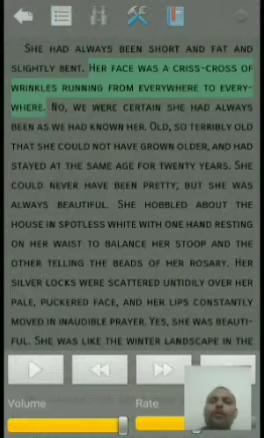 She had always been short and fat and
slightly bent. Her face was a criss-cross of
wrinkles running from everywhere to every-
where. No, we were certain she had always
been as we had known her. Old, so terribly old
that she could not have grown older, and had
stayed at the same age for twenty years. She
could never have been pretty; but she was
always beautiful. She hobbled about the
house in spotless white with one hand resting
on her waist to balance her stoop and the
other telling the beads of her rosary. Her
silver locks were scattered untidily over her
pale, puckered face, and her lips constantly
moved in inaudible prayer. Yes, she was beauti-
ful. She was like the winter landscape in the
Volume Rate